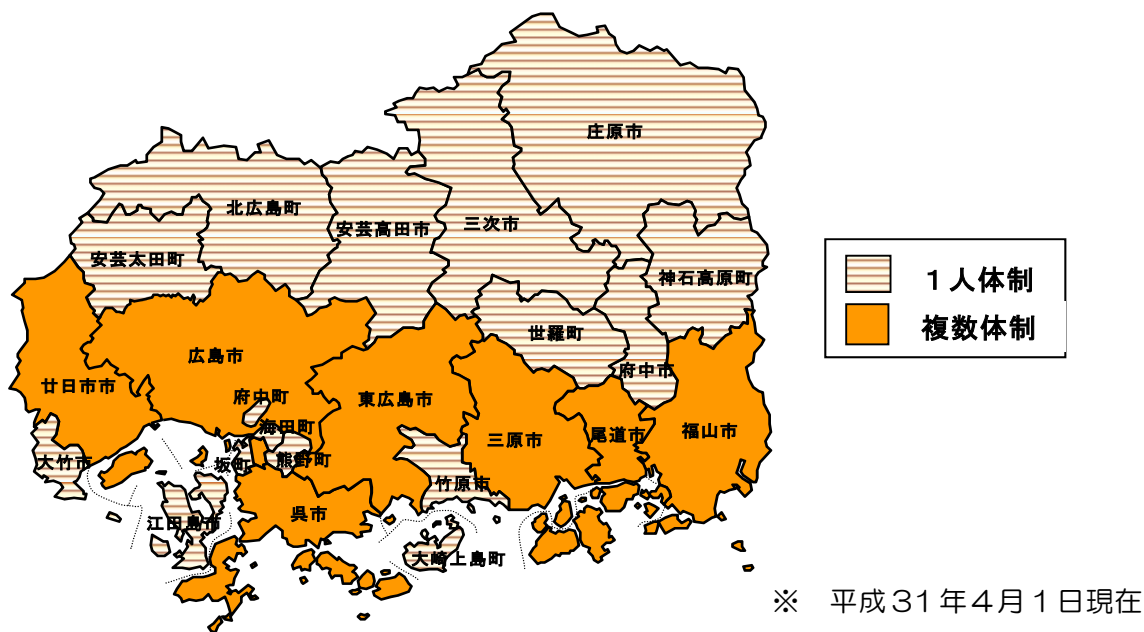 庄原市
北広島町
三次市
安芸高田市
安芸太田町
神石高原町
世羅町
広島市
府中市
廿日市市
府中町
東広島市
海田町
三原市
尾道市
福山市
大竹市
坂町
熊野町
竹原市
呉市
江田島市
大崎上島町
1人体制
複数体制
※ 平成31年4月1日現在